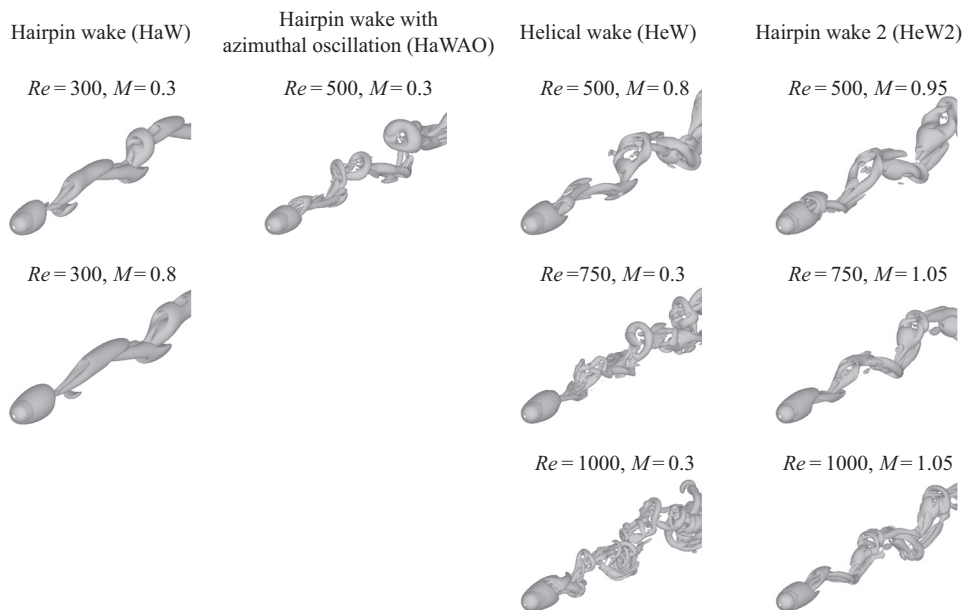 Hairpin wake (HaW)
Hairpin wake with
azimuthal oscillation (HaWAO)
Helical wake (HeW)
Hairpin wake 2 (HeW2)
Re=300, M=0.3
Re=500, M=0.3
Re=500, M=0.8
Re=500, M=0.95
Re=300, M=0.8
Re=750, M=0.3
Re=750, M=1.05
Re=1000, M=0.3
Re=1000, M=1.05